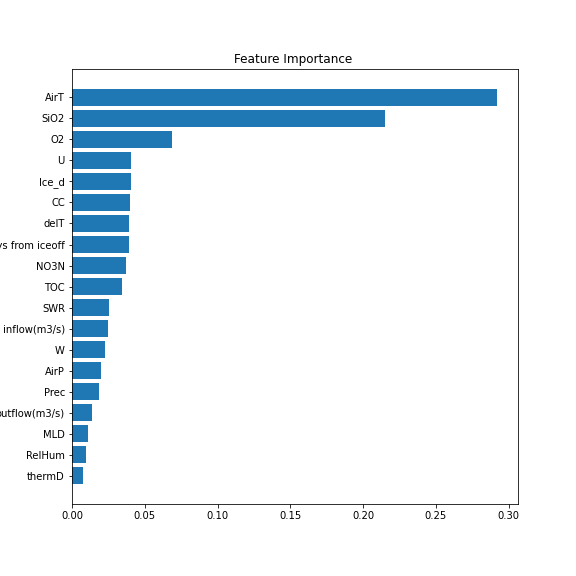 Feature Importance
AirT
SiO2
O2
U
Ice_d
CC
delT
ys from iceoff
NO3N
TOC
SWR
inflow(m3/s)
W
AirP
Prec
outflow(m3/s)
MLD
RelHum
thermD
0.00 0.05 0.10 0.15 0.20 0.25 0.30